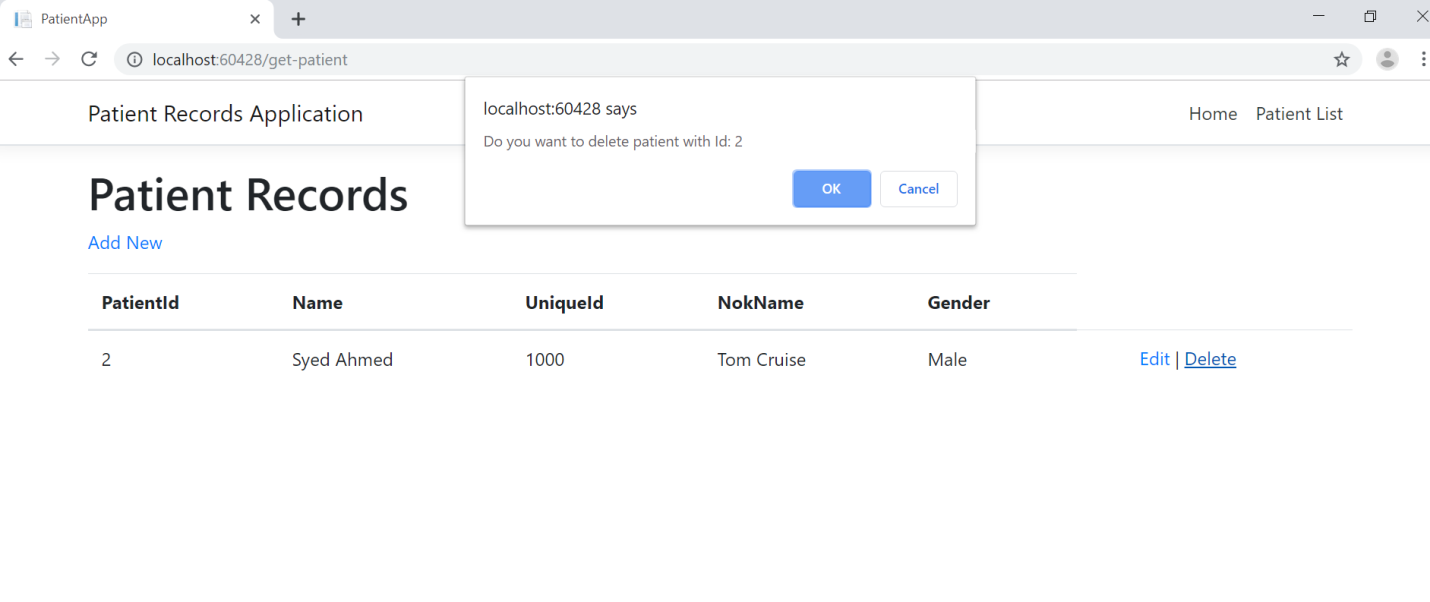 PatientApp
localhost:60428/get-patient
localhost:60428 says
Do you want to delete patient with Id: 2
OK Cancel
Patient Records Application Home Patient List
Patient Records
Add New
PatientId Name UniqueId NokName Gender
2 Syed Ahmed 1000 Tom Cruise Male Edit | Delete